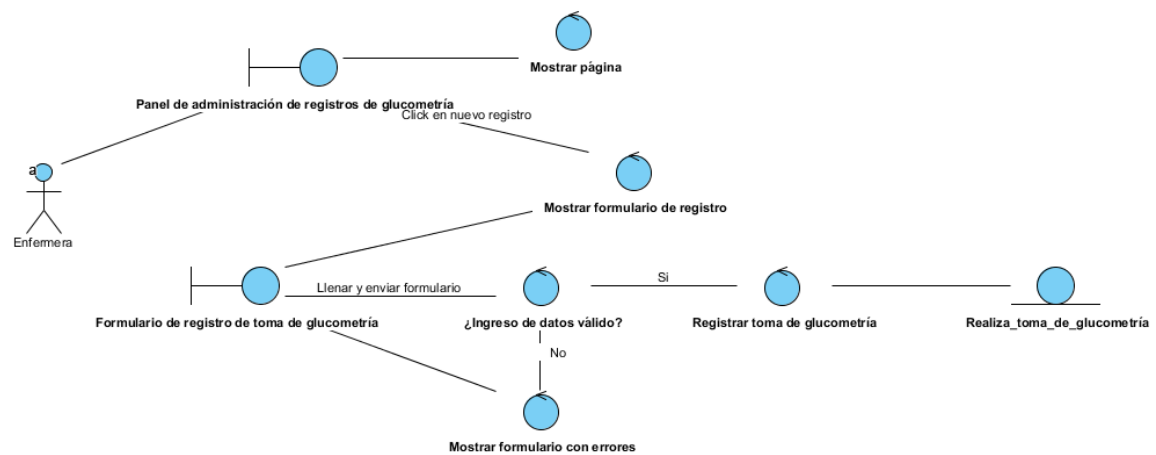 Mostrar página
Panel de administración de registros de glucometría
Click en nuevo registro
a
Enfermera
Mostrar formulario de registro
Llenar y enviar formulario
Si
Formulario de registro de toma de glucometría
¿Ingreso de datos válido?
Registrar toma de glucometría
Realiza_toma_de_glucometría
No
Mostrar formulario con errores